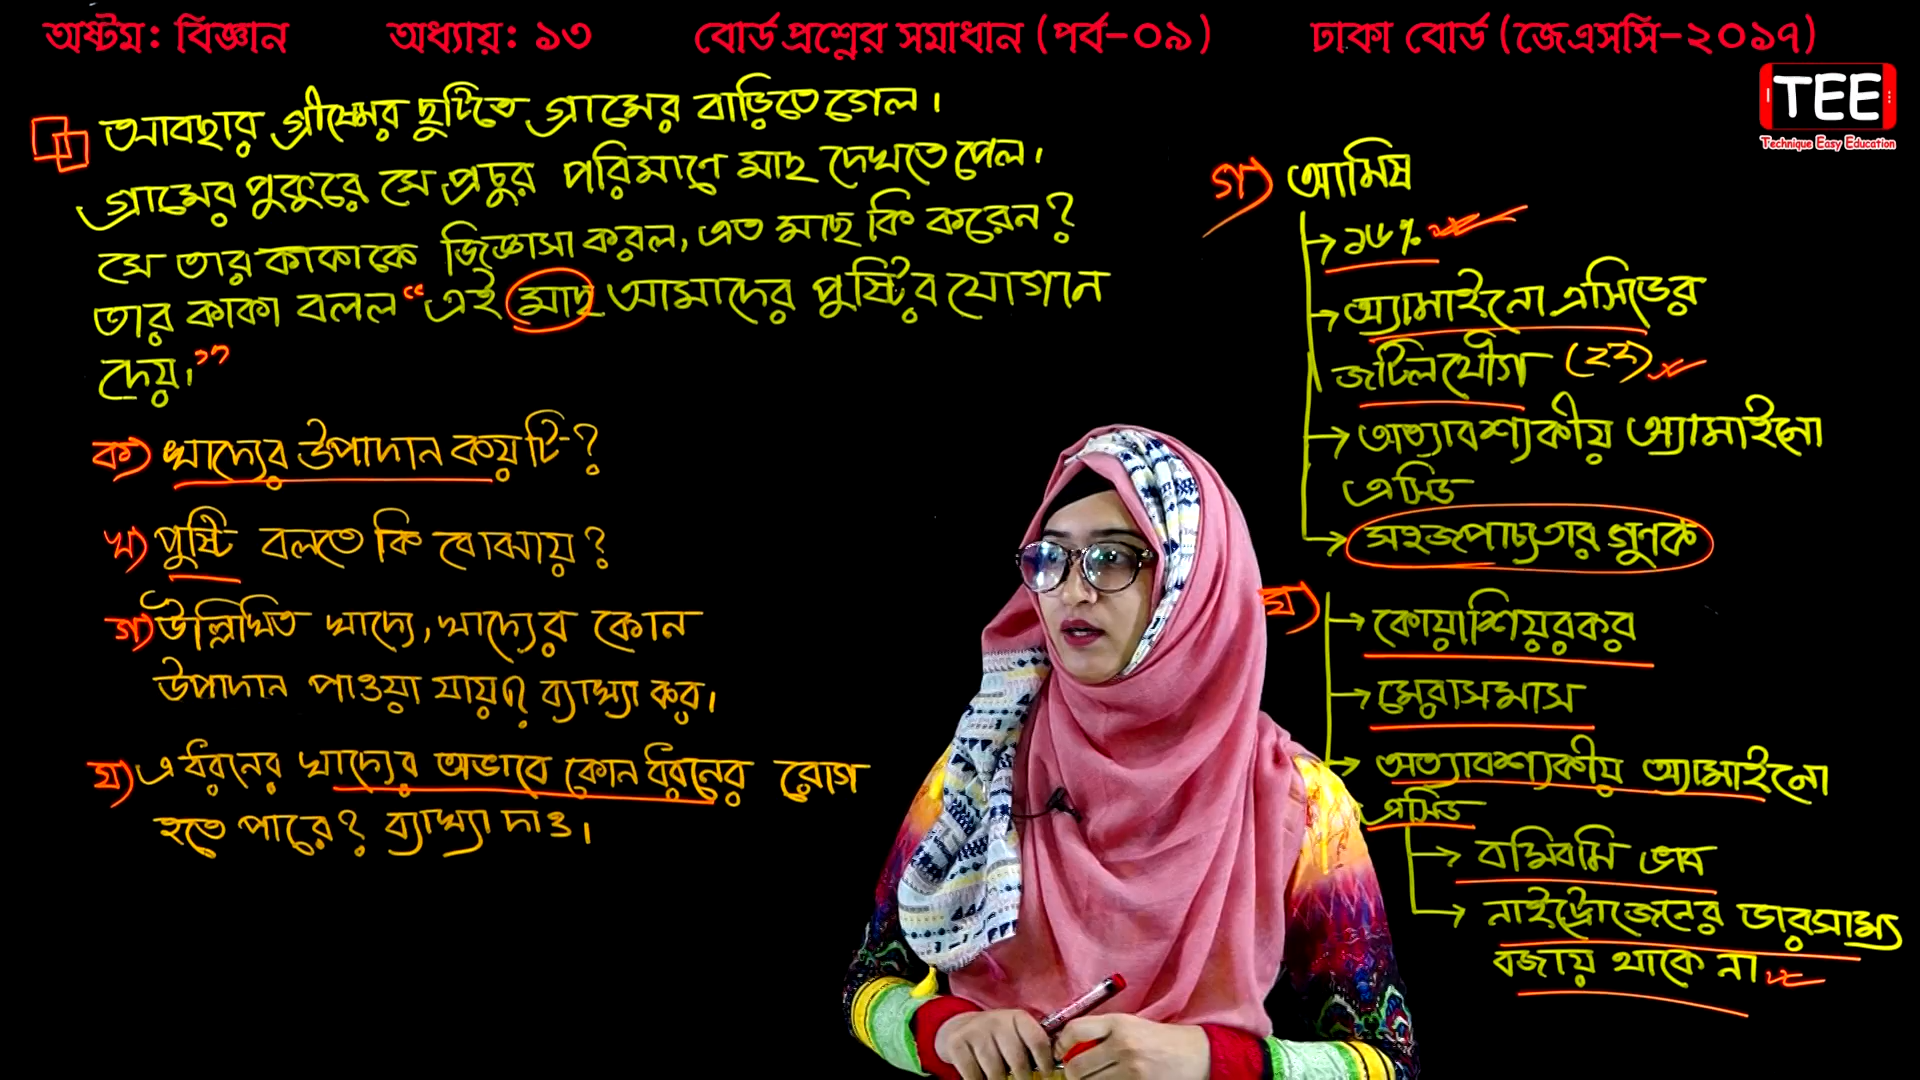 অষ্টম: বিজ্ঞান অধ্যায়: ১৩ বোর্ড প্রশ্নের সমাধান (পর্ব-০৯) ঢাকা বোর্ড (জেএসসি-২০১৭)
TEE
Technique Easy Education
আবছার গ্রীষ্মের ছুটিতে গ্রামের বাড়িতে গেল।
গ্রামের পুকুরে সে প্রচুর পরিমাণে মাছ দেখতে পেল।
সে তার কাকাকে জিজ্ঞাসা করল, এত মাছ কি করেন?
তার কাকা বলল "এই মাছ আমাদের পুষ্টির যোগান
দেয়।"
ক) খাদ্যের উপাদান কয়টি?
খ) পুষ্টি বলতে কি বোঝায়?
গ) উল্লিখিত খাদ্যে, খাদ্যের কোন
উপাদান পাওয়া যায়? ব্যাখ্যা কর।
ঘ) এ ধরনের খাদ্যের অভাবে কোন ধরনের রোগ
হতে পারে? ব্যাখ্যা দাও।
গ) আমিষ
→ ১৬%
→ অ্যামাইনো এসিডের
জটিল যৌগ (২২)
→ অত্যাবশ্যকীয় অ্যামাইনো
এসিড
→ সহজপাচ্যতার গুণক
ঘ) → কোয়াশিয়রকর
→ মেরাসমাস
→ অত্যাবশ্যকীয় অ্যামাইনো
এসিড
→ বমিবমি ভাব
→ নাইট্রোজেনের ভারসাম্য
বজায় থাকে না